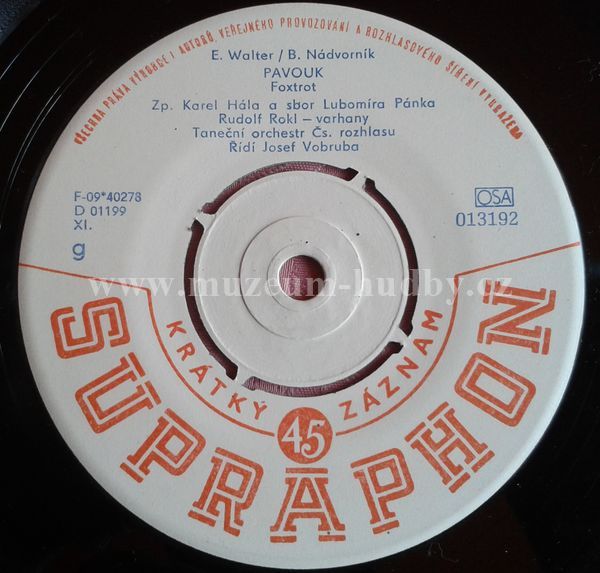 VŠECHNA PRÁVA VÝROBCE I AUTORŮ, VEŘEJNÉHO PROVOZOVÁNÍ A ROZHLASOVÉHO ŠÍŘENÍ VYHRAŽENA
E. Walter / B. Nádvorník
PAVOUK
Foxtrot
Zp. Karel Hála a sbor Lubomíra Pánka
Rudolf Rokl – varhany
Taneční orchestr Čs. rozhlasu
Řídí Josef Vobruba
F-09*40278
D 01199
XI.
g
OSA
013192
www.muzeum-hudby.cz
KRÁTKÝ 45 ZÁZNAM
SUPRAPHON